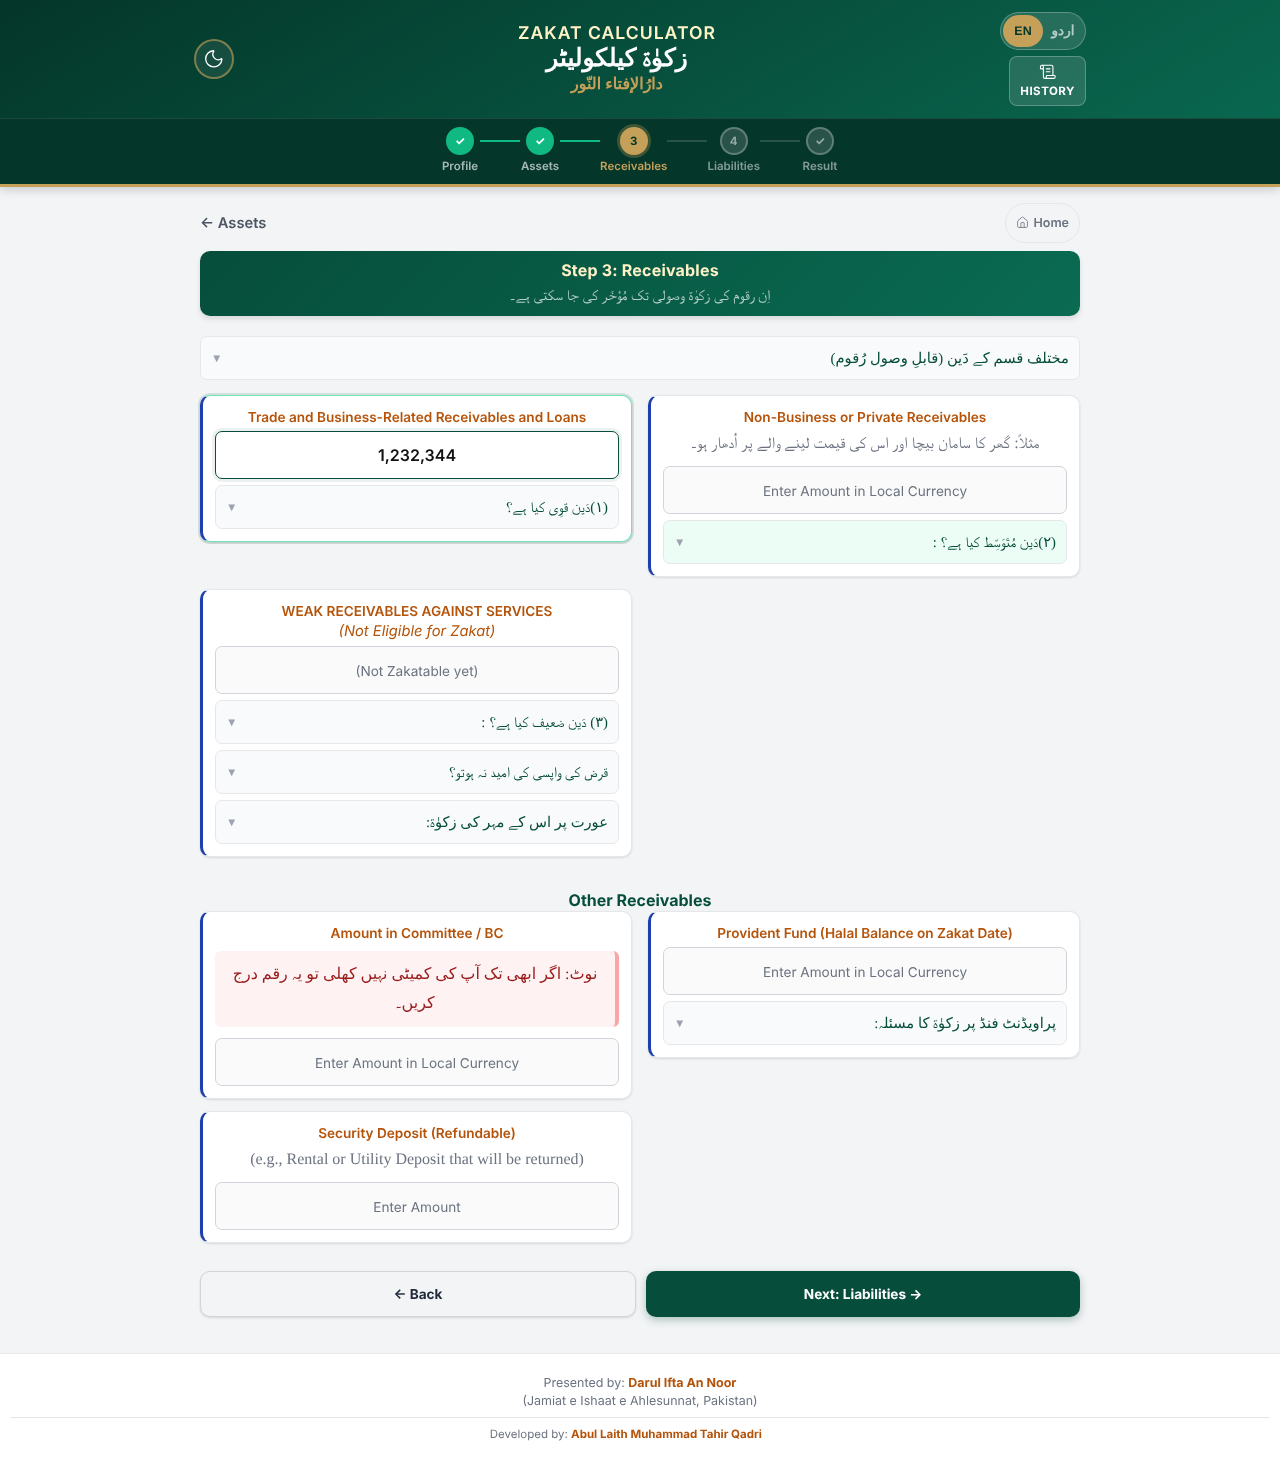 ZAKAT CALCULATOR
زکوٰۃ کیلکولیٹر
دارُالإفتاء النّور
EN
اردو
HISTORY
3
4
Profile
Assets
Receivables
Liabilities
Result
← Assets
Home
Step 3: Receivables
اِن رقوم کی زکوٰۃ وصولی تک مُؤخّر کی جا سکتی ہے۔
مختلف قسم کے دَین (قابلِ وصول رُقوم)
▼
Trade and Business-Related Receivables and Loans
1,232,344
(۱)دَین قوِی کیا ہے؟
▼
Non-Business or Private Receivables
مثلاً: گھر کا سامان بیچا اور اس کی قیمت لینے والے پر اُدھار ہو۔
Enter Amount in Local Currency
(۲)دَین مُتَوَسِّط کیا ہے؟ :
▼
WEAK RECEIVABLES AGAINST SERVICES
(Not Eligible for Zakat)
(Not Zakatable yet)
(۳) دَین ضعیف کیا ہے؟ :
▼
قرض کی واپسی کی امید نہ ہوتو؟
▼
عورت پر اس کے مہر کی زکوٰۃ:
▼
Other Receivables
Amount in Committee / BC
نوٹ: اگر ابھی تک آپ کی کمیٹی نہیں کھلی تو یہ رقم درج
کریں۔
Enter Amount in Local Currency
Provident Fund (Halal Balance on Zakat Date)
Enter Amount in Local Currency
پراویڈنٹ فنڈ پر زکوٰۃ کا مسئلہ:
▼
Security Deposit (Refundable)
(e.g., Rental or Utility Deposit that will be returned)
Enter Amount
← Back
Next: Liabilities →
Presented by: Darul Ifta An Noor
(Jamiat e Ishaat e Ahlesunnat, Pakistan)
Developed by: Abul Laith Muhammad Tahir Qadri